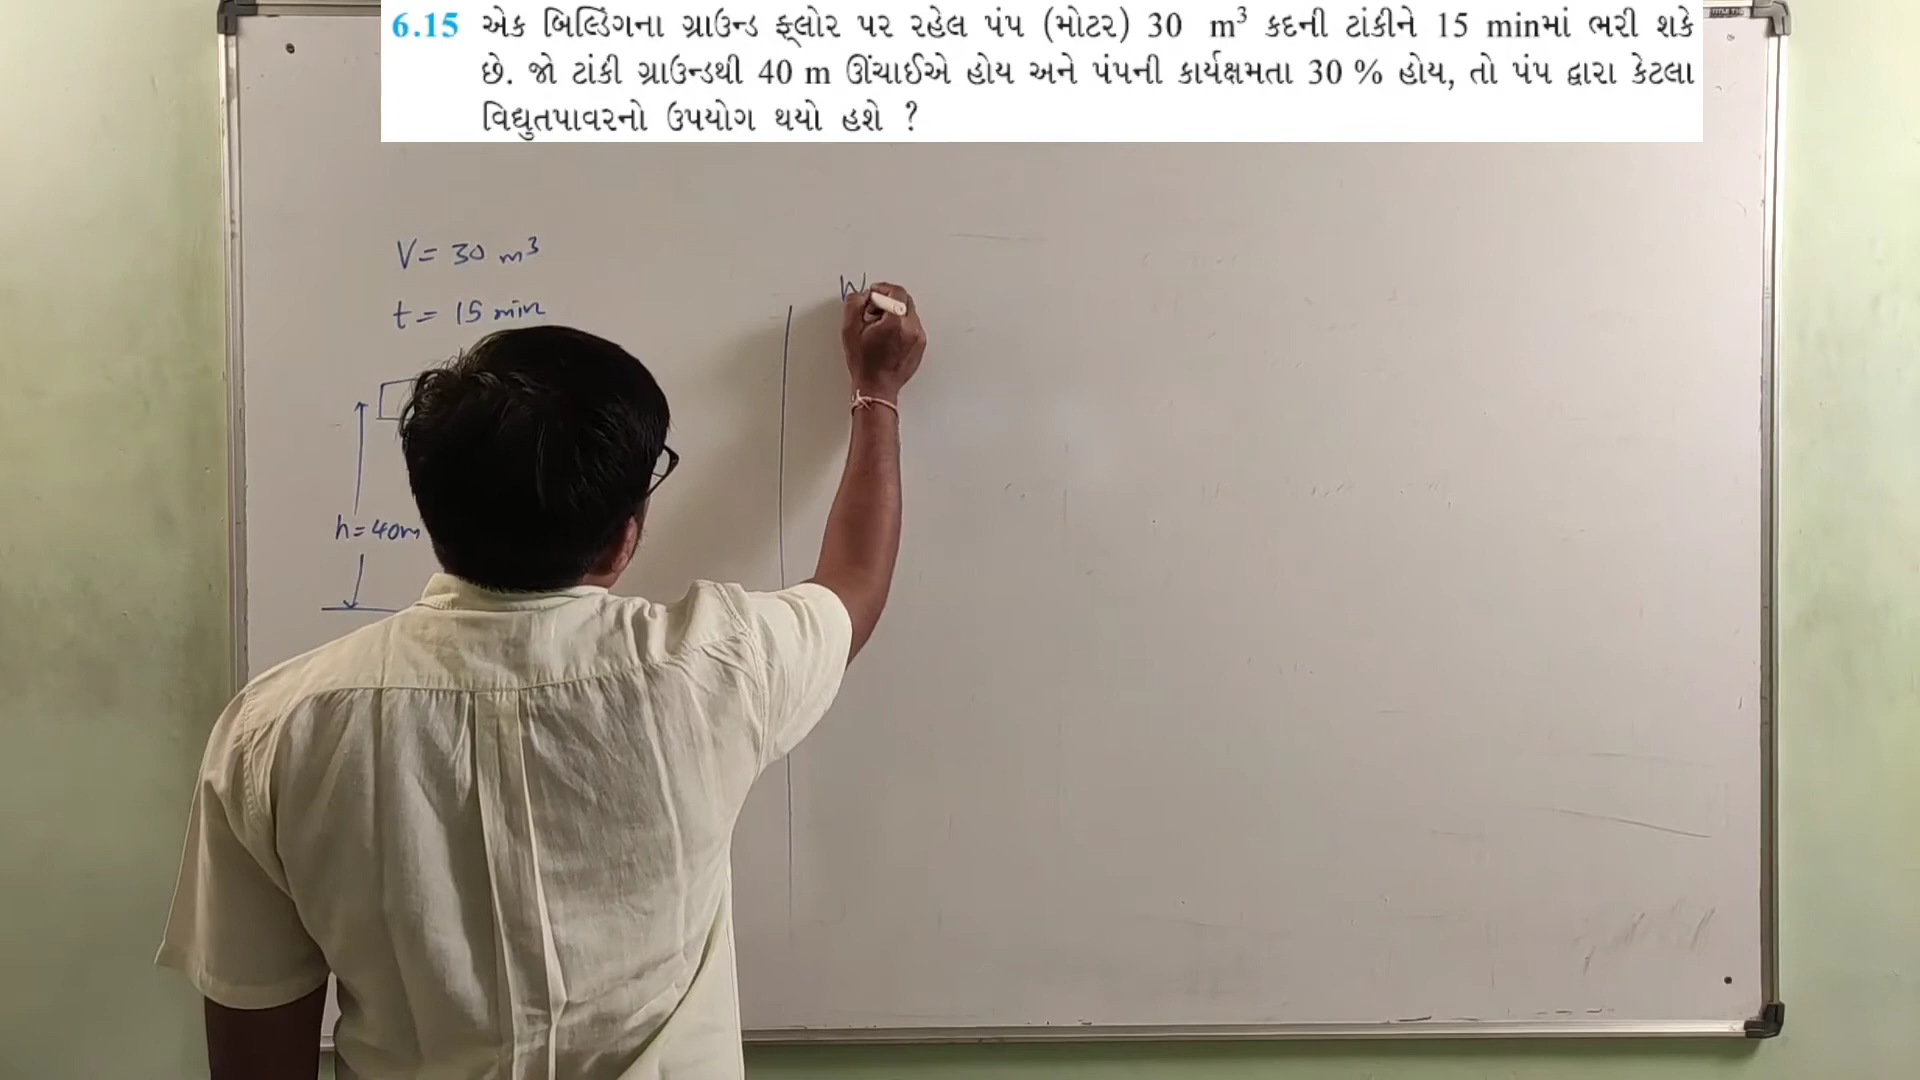 6.15 એક બિલ્ડિંગના ગ્રાઉન્ડ ફ્લોર પર રહેલ પંપ (મોટર) 30 m³ કદની ટાંકીને 15 minમાં ભરી શકે
છે. જો ટાંકી ગ્રાઉન્ડથી 40 m ઊંચાઈએ હોય અને પંપની કાર્યક્ષમતા 30 % હોય, તો પંપ દ્વારા કેટલા
વિદ્યુતપાવરનો ઉપયોગ થયો હશે ?
V = 30 m³
t = 15 min
h = 40m
W